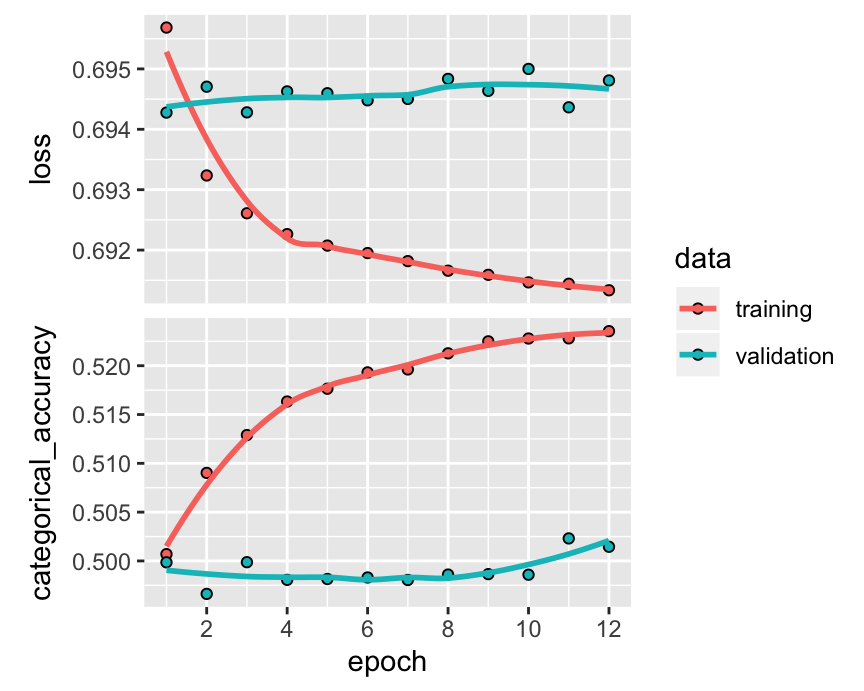 loss
0.695
0.694
0.693
0.692
categorical_accuracy
0.520
0.515
0.510
0.505
0.500
2 4 6 8 10 12
epoch
data
training
validation